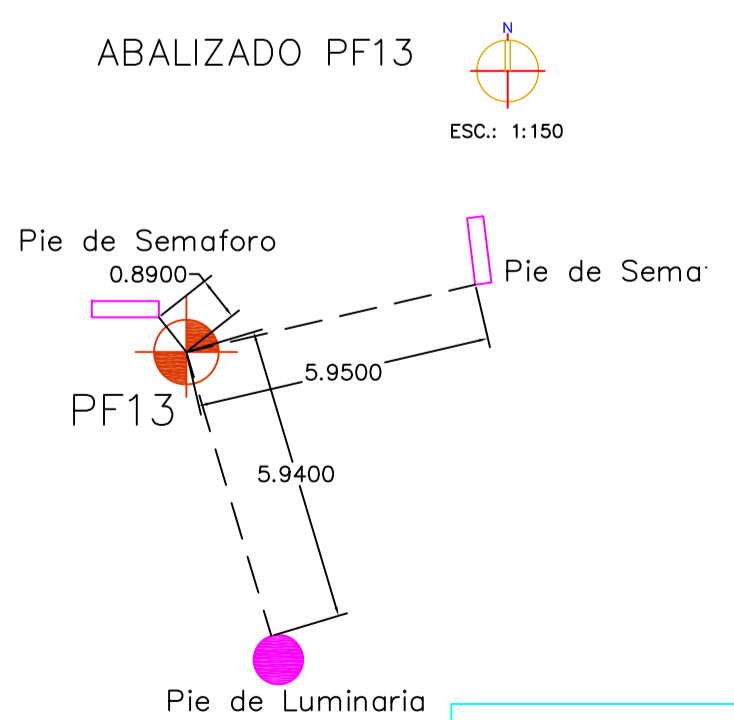 ABALIZADO PF13
N
ESC.: 1:150
Pie de Semaforo
0.8900
Pie de Sema
5.9500
PF13
5.9400
Pie de Luminaria